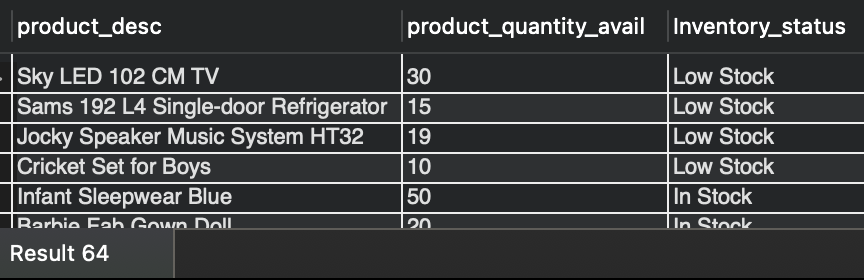 product_desc product_quantity_avail Inventory_status
Sky LED 102 CM TV 30 Low Stock
Sams 192 L4 Single-door Refrigerator 15 Low Stock
Jocky Speaker Music System HT32 19 Low Stock
Cricket Set for Boys 10 Low Stock
Infant Sleepwear Blue 50 In Stock
Barbie Fab Gown Doll 20 In Stock
Result 64